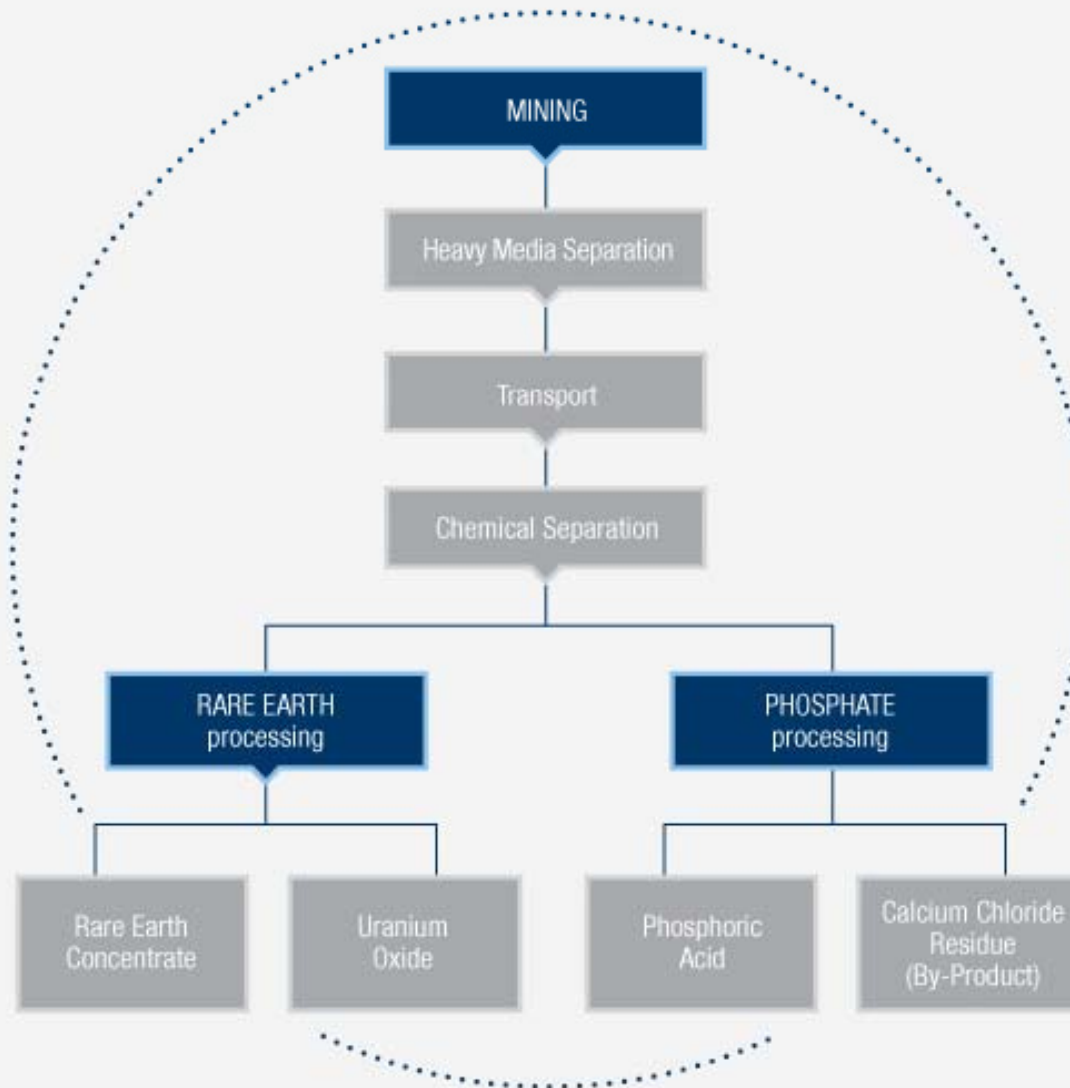 MINING
Heavy Media Separation
Transport
Chemical Separation
RARE EARTH
processing
PHOSPHATE
processing
Rare Earth
Concentrate
Uranium
Oxide
Phosphoric
Acid
Calcium Chloride
Residue
(By-Product)